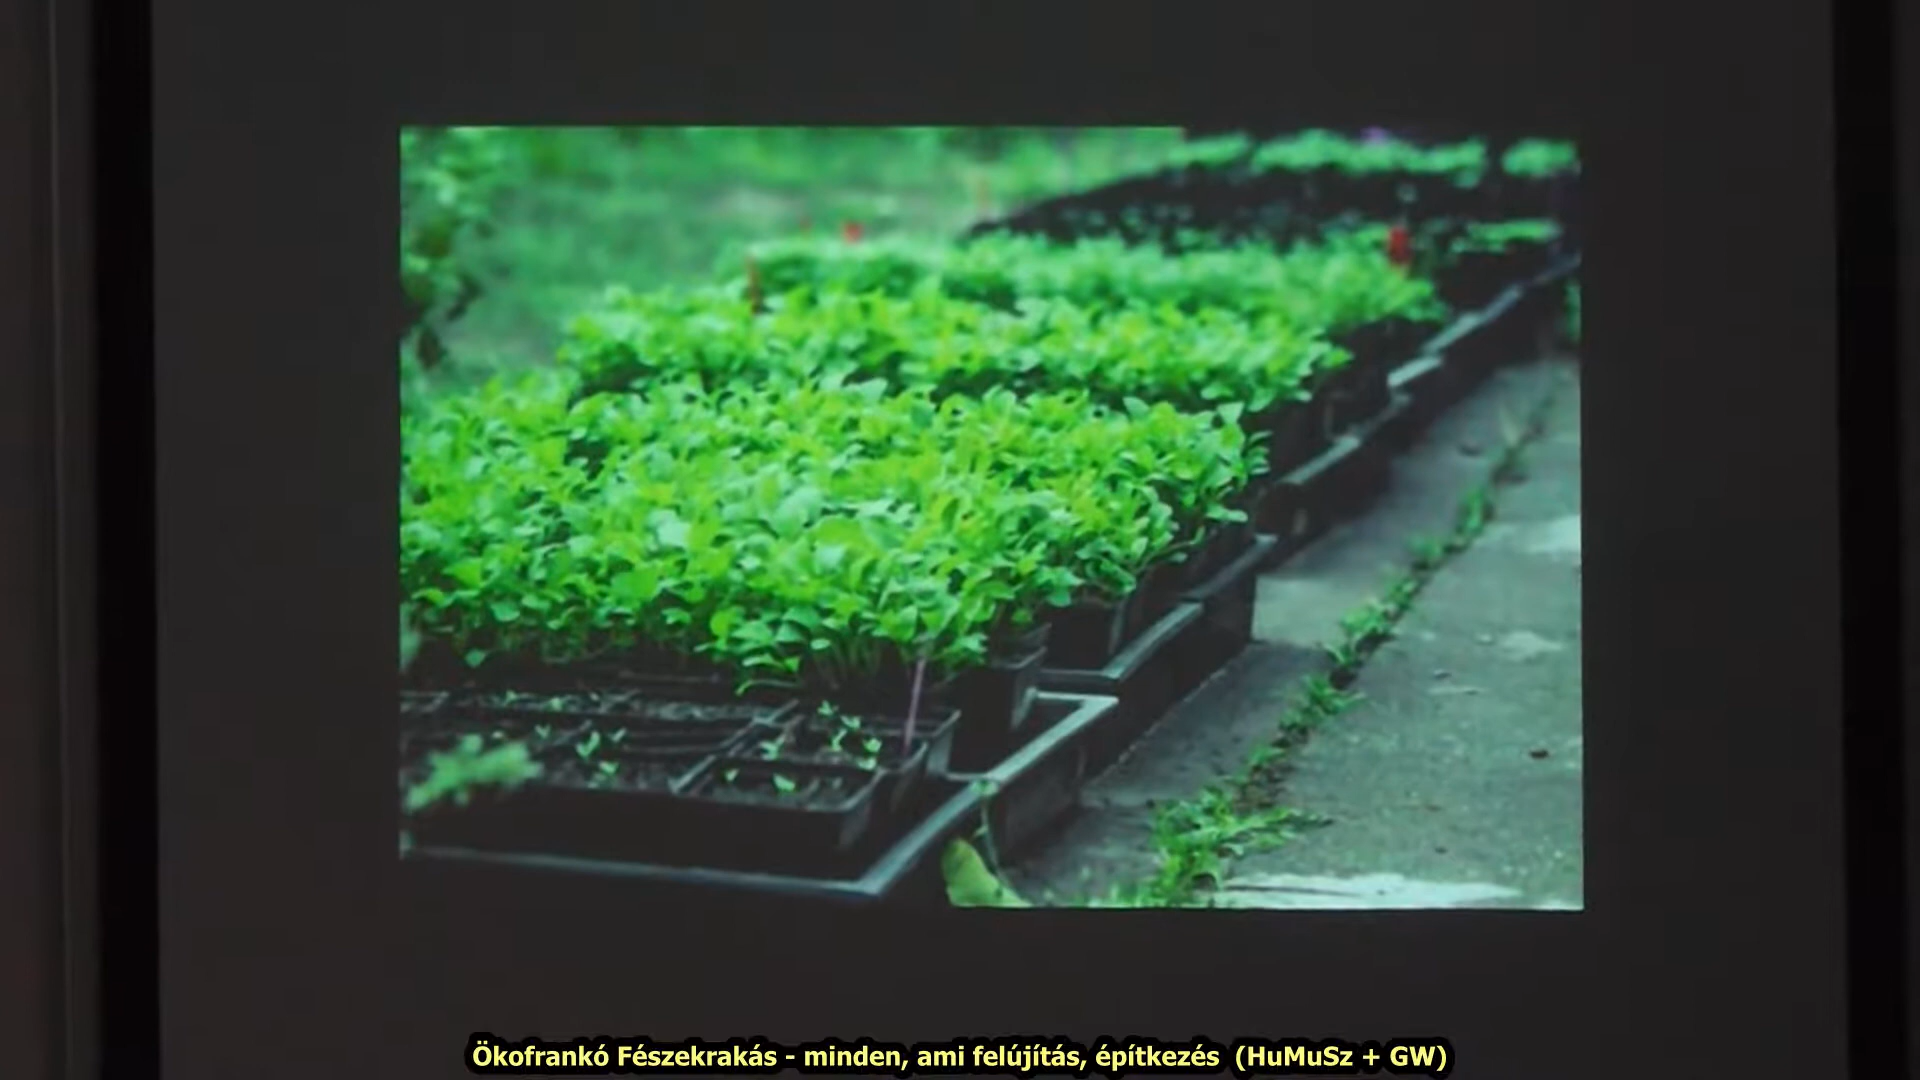 Ökofrankó Fészekrakás - minden, ami felújítás, építkezés  (HuMuSz + GW)